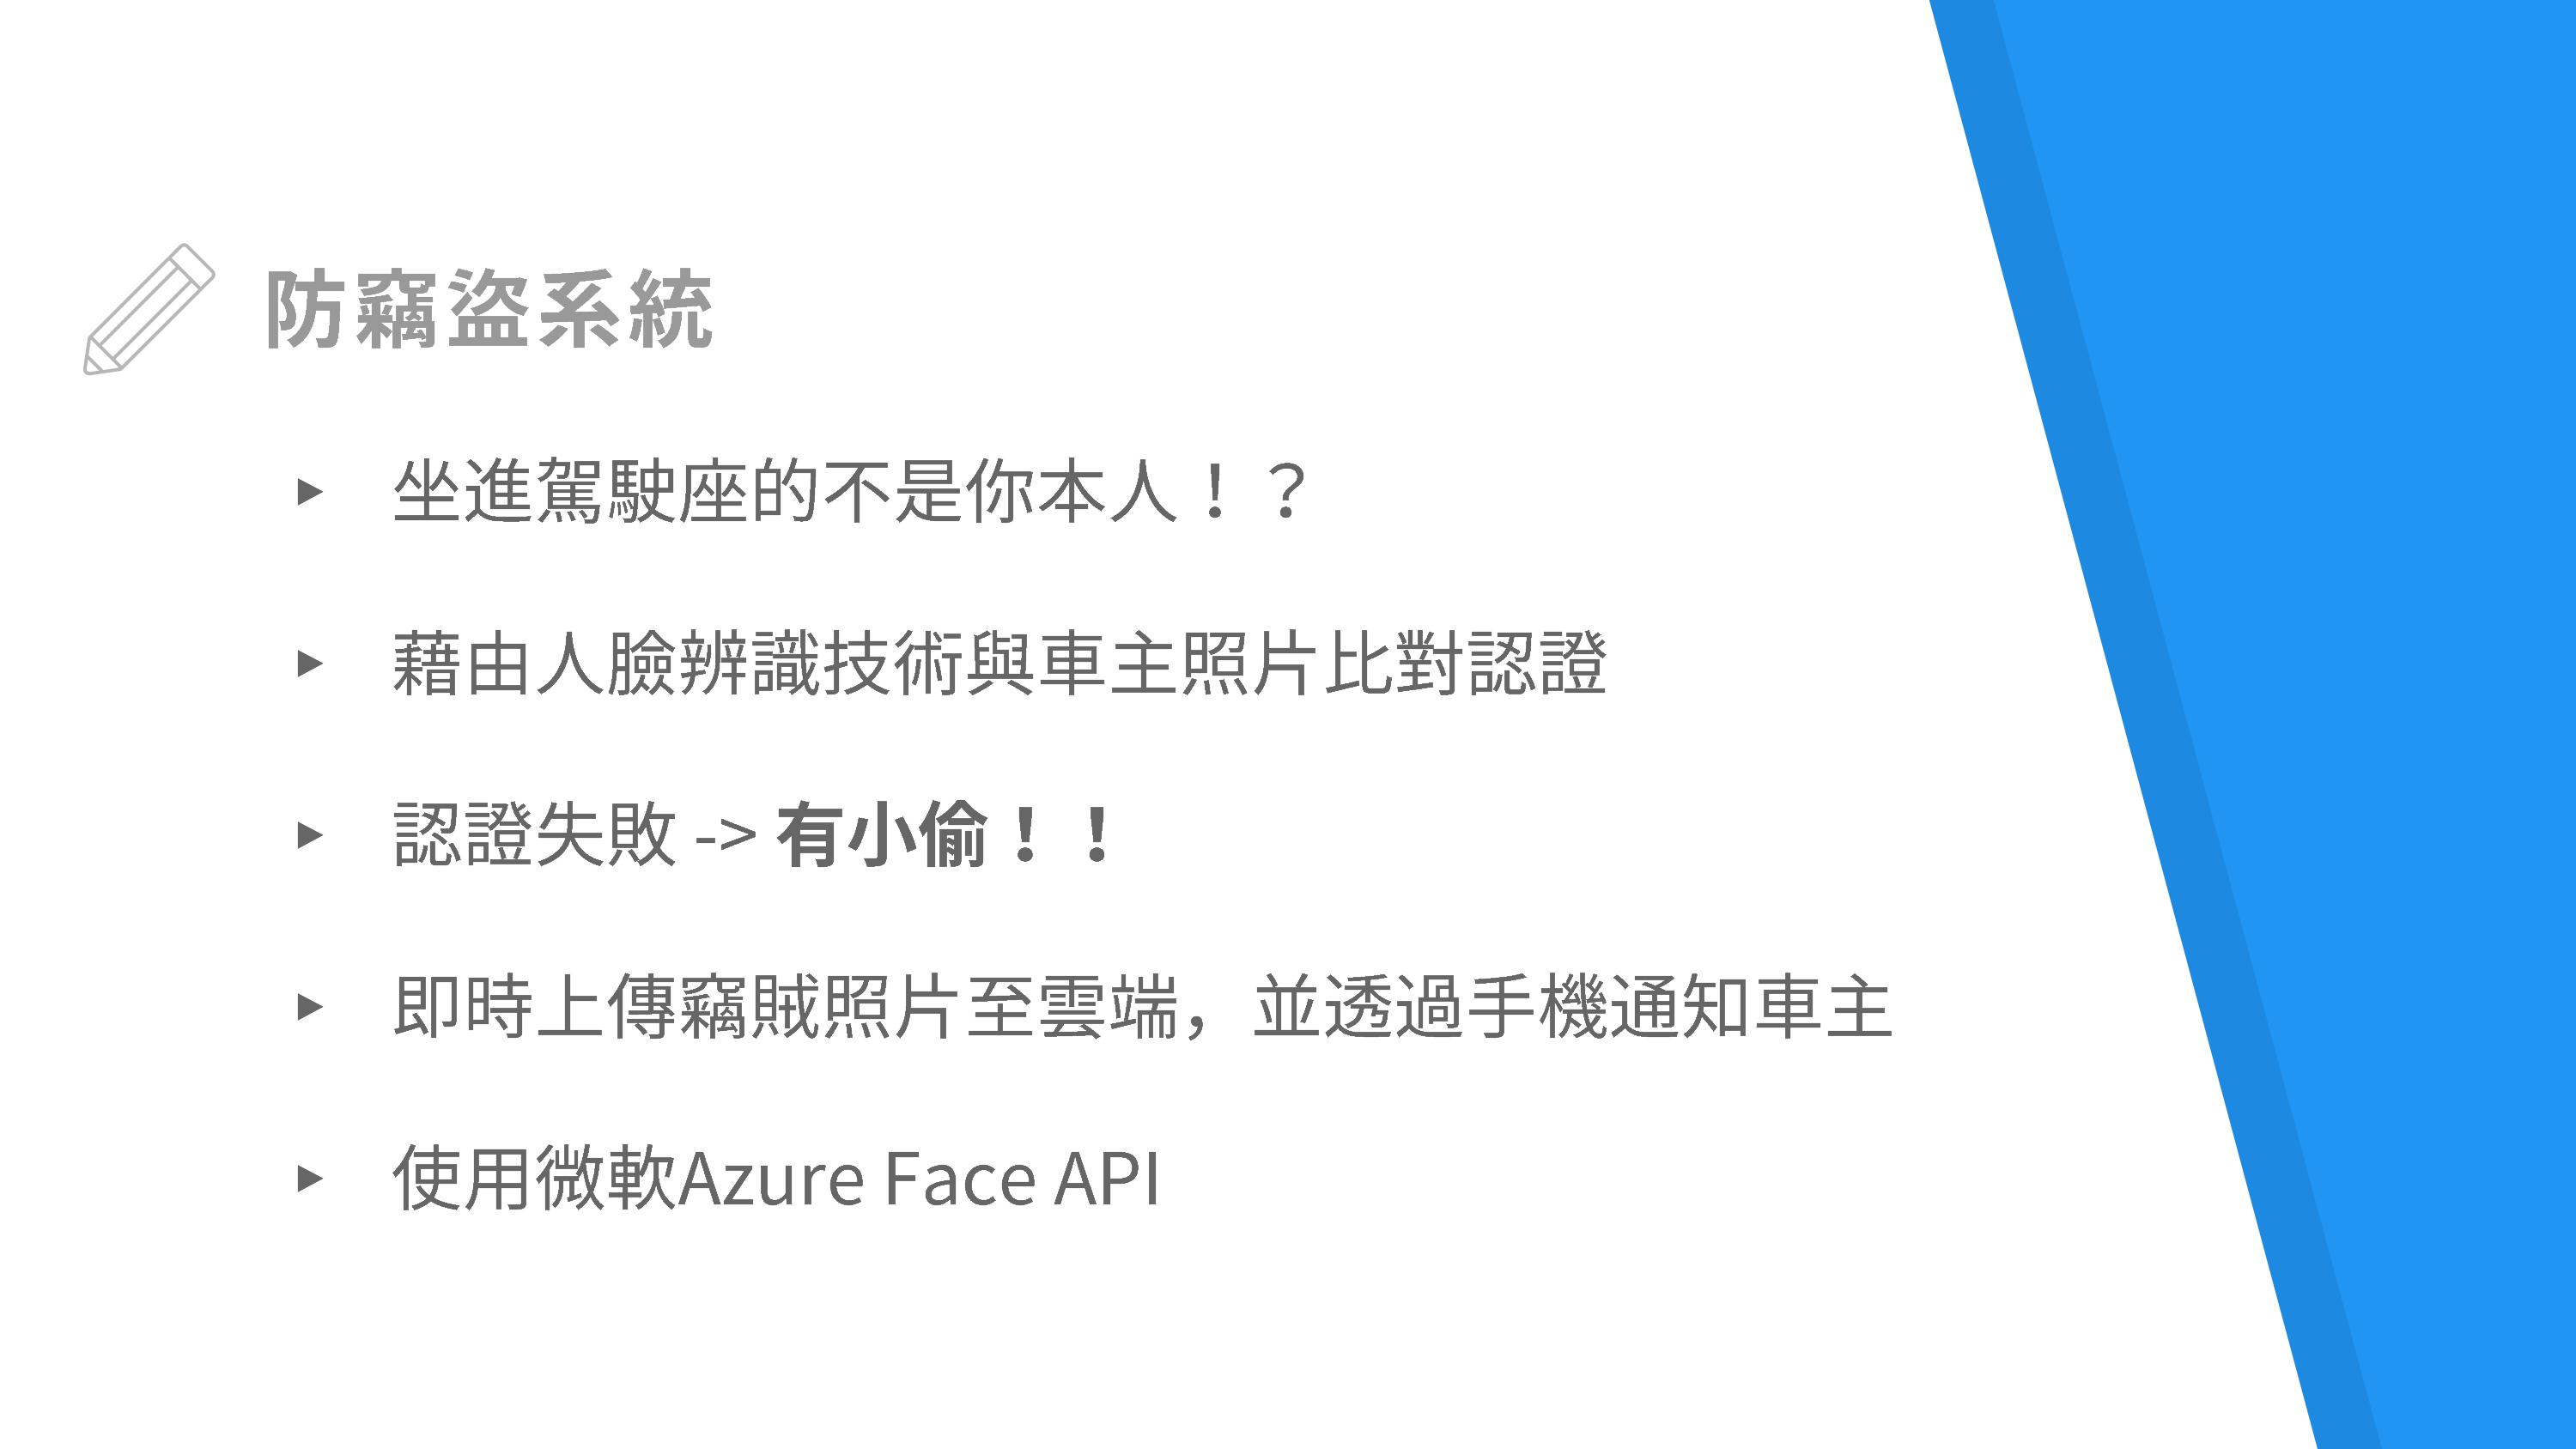 防竊盜系統
▸ 坐進駕駛座的不是你本人！？
▸ 藉由人臉辨識技術與車主照片比對認證
▸ 認證失敗 -> 有小偷！！
▸ 即時上傳竊賊照片至雲端，並透過手機通知車主
▸ 使用微軟Azure Face API